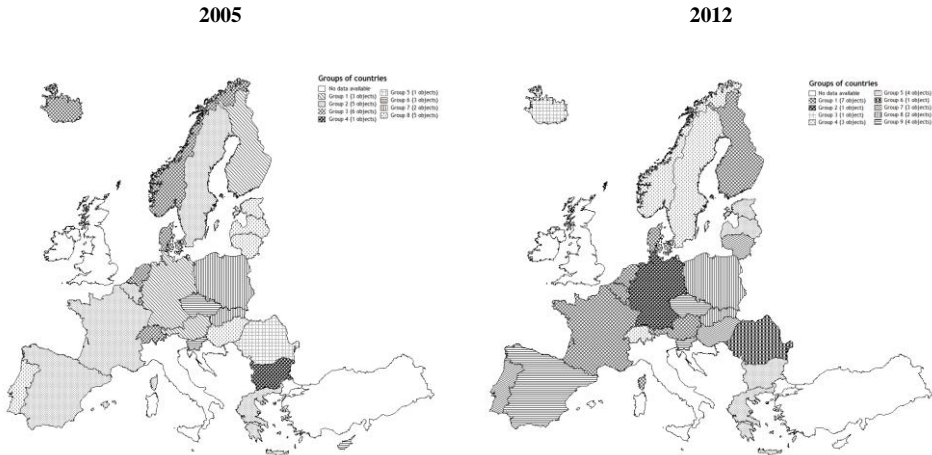 2005
2012
Groups of countries
No data available
Group 1 (3 objects)
Group 2 (5 objects)
Group 3 (6 objects)
Group 4 (1 objects)
Group 5 (1 objects)
Group 6 (3 objects)
Group 7 (2 objects)
Group 8 (5 objects)
Groups of countries
No data available
Group 1 (7 objects)
Group 2 (1 object)
Group 3 (1 object)
Group 4 (3 objects)
Group 5 (4 objects)
Group 6 (1 object)
Group 7 (3 objects)
Group 8 (2 objects)
Group 9 (4 objects)